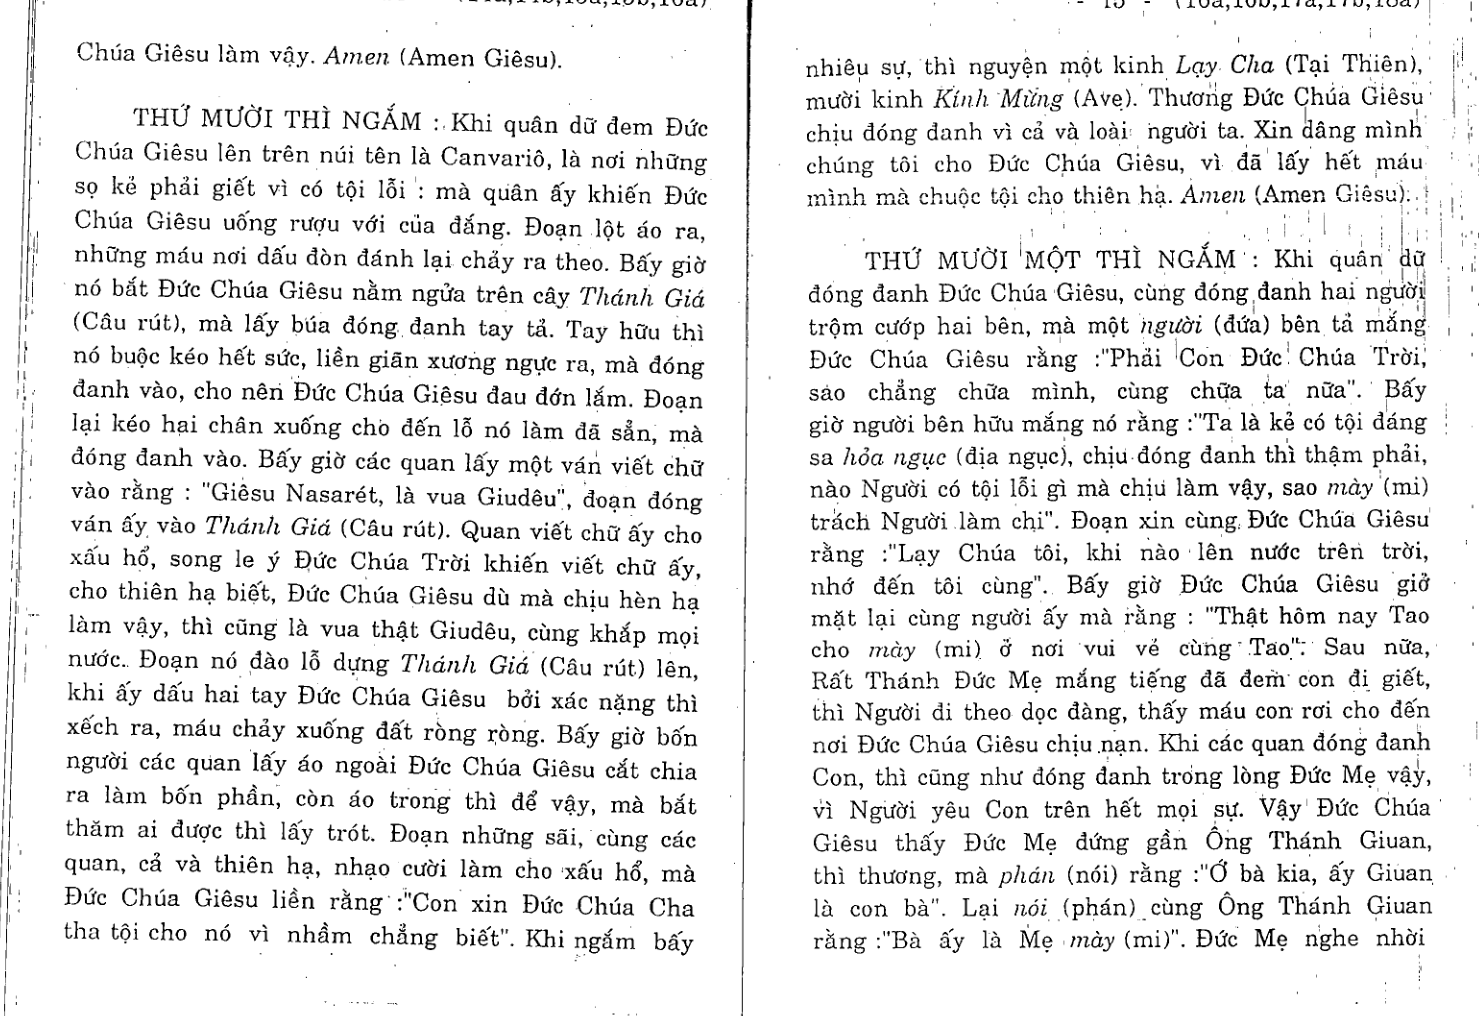 Chúa Giêsu làm vậy. Amen (Amen Giêsu).
THỨ MƯỜI THÌ NGẮM : Khi quân dữ đem Đức
Chúa Giêsu lên trên núi tên là Canvariô, là nơi những
sọ kẻ phải giết vì có tội lỗi : mà quân ấy khiến Đức
Chúa Giêsu uống rượu với của đắng. Đoạn lột áo ra,
những máu nơi dấu đòn đánh lại chảy ra theo. Bấy giờ
nó bắt Đức Chúa Giêsu nằm ngửa trên cây Thánh Giá
(Câu rút), mà lấy búa đóng đanh tay tả. Tay hữu thì
nó buộc kéo hết sức, liền giãn xương ngực ra, mà đóng
đanh vào, cho nên Đức Chúa Giêsu đau đớn lắm. Đoạn
lại kéo hai chân xuống cho đến lỗ nó làm đã sẳn, mà
đóng đanh vào. Bấy giờ các quan lấy một ván viết chữ
vào rằng : "Giêsu Nasarét, là vua Giudêu", đoạn đóng
ván ấy vào Thánh Giá (Câu rút). Quan viết chữ ấy cho
xấu hổ, song le ý Đức Chúa Trời khiến viết chữ ấy,
cho thiên hạ biết, Đức Chúa Giêsu dù mà chịu hèn hạ
làm vậy, thì cũng là vua thật Giudêu, cùng khắp mọi
nước. Đoạn nó đào lỗ dựng Thánh Giá (Câu rút) lên,
khi ấy dấu hai tay Đức Chúa Giêsu bởi xác nặng thì
xếch ra, máu chảy xuống đất ròng ròng. Bấy giờ bốn
người các quan lấy áo ngoài Đức Chúa Giêsu cắt chia
ra làm bốn phần, còn áo trong thì để vậy, mà bắt
thăm ai được thì lấy trót. Đoạn những sãi, cùng các
quan, cả và thiên hạ, nhạo cười làm cho xấu hổ, mà
Đức Chúa Giêsu liền rằng :"Con xin Đức Chúa Cha
tha tội cho nó vì nhầm chẳng biết". Khi ngắm bấy
- 15 - (16a,16b,17a,17b,18a)
nhiêu sự, thì nguyện một kinh Lạy Cha (Tại Thiên),
mười kinh Kính Mừng (Ave). Thương Đức Chúa Giêsu
chịu đóng đanh vì cả và loài người ta. Xin dâng mình
chúng tôi cho Đức Chúa Giêsu, vì đã lấy hết máu
mình mà chuộc tội cho thiên hạ. Amen (Amen Giêsu).
THỨ MƯỜI MỘT THÌ NGẮM : Khi quân dữ
đóng đanh Đức Chúa Giêsu, cùng đóng đanh hai người
trộm cướp hai bên, mà một người (đứa) bên tả mắng
Đức Chúa Giêsu rằng :"Phải Con Đức Chúa Trời,
sao chẳng chữa mình, cùng chữa ta nữa". Bấy
giờ người bên hữu mắng nó rằng :"Ta là kẻ có tội đáng
sa hỏa ngục (địa ngục), chịu đóng đanh thì thậm phải,
nào Người có tội lỗi gì mà chịu làm vậy, sao mày (mi)
trách Người làm chi". Đoạn xin cùng Đức Chúa Giêsu
rằng :"Lạy Chúa tôi, khi nào lên nước trên trời,
nhớ đến tôi cùng". Bấy giờ Đức Chúa Giêsu giở
mặt lại cùng người ấy mà rằng : "Thật hôm nay Tao
cho mày (mi) ở nơi vui vẻ cùng Tao". Sau nữa,
Rất Thánh Đức Mẹ mắng tiếng đã đem con đi giết,
thì Người đi theo dọc đàng, thấy máu con rơi cho đến
nơi Đức Chúa Giêsu chịu nạn. Khi các quan đóng đanh
Con, thì cũng như đóng đanh trong lòng Đức Mẹ vậy,
vì Người yêu Con trên hết mọi sự. Vậy Đức Chúa
Giêsu thấy Đức Mẹ đứng gần Ông Thánh Giuan,
thì thương, mà phán (nói) rằng :"Ớ bà kia, ấy Giuan
là con bà". Lại nói (phán) cùng Ông Thánh Giuan
rằng :"Bà ấy là Mẹ mày (mi)". Đức Mẹ nghe nhời